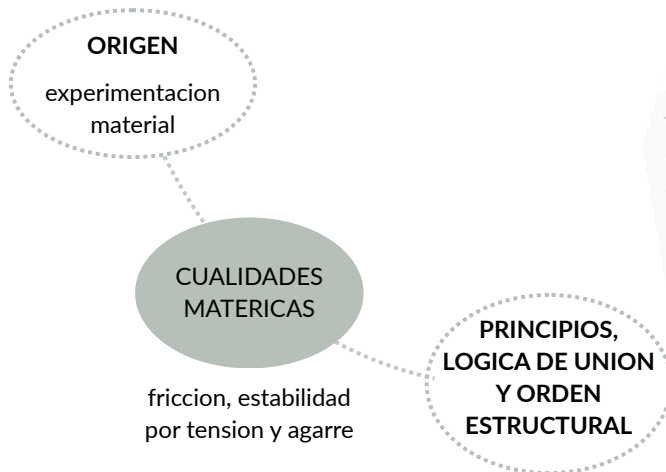 ORIGEN
experimentacion
material
CUALIDADES
MATERICAS
friccion, estabilidad
por tension y agarre
PRINCIPIOS,
LOGICA DE UNION
Y ORDEN
ESTRUCTURAL